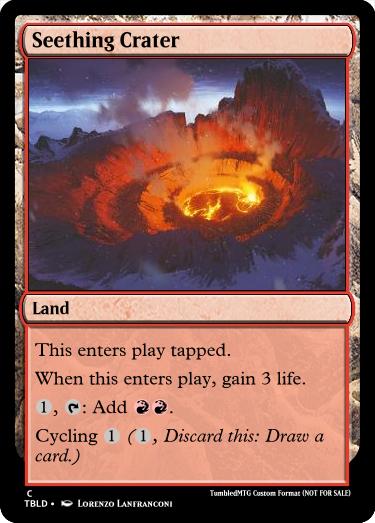 Seething Crater
Land
This enters play tapped.
When this enters play, gain 3 life.
1, : Add .
Cycling 1 (1, Discard this: Draw a
card.)
C
TBLD • Lorenzo Lanfranconi
TumbledMTG Custom Format (NOT FOR SALE)